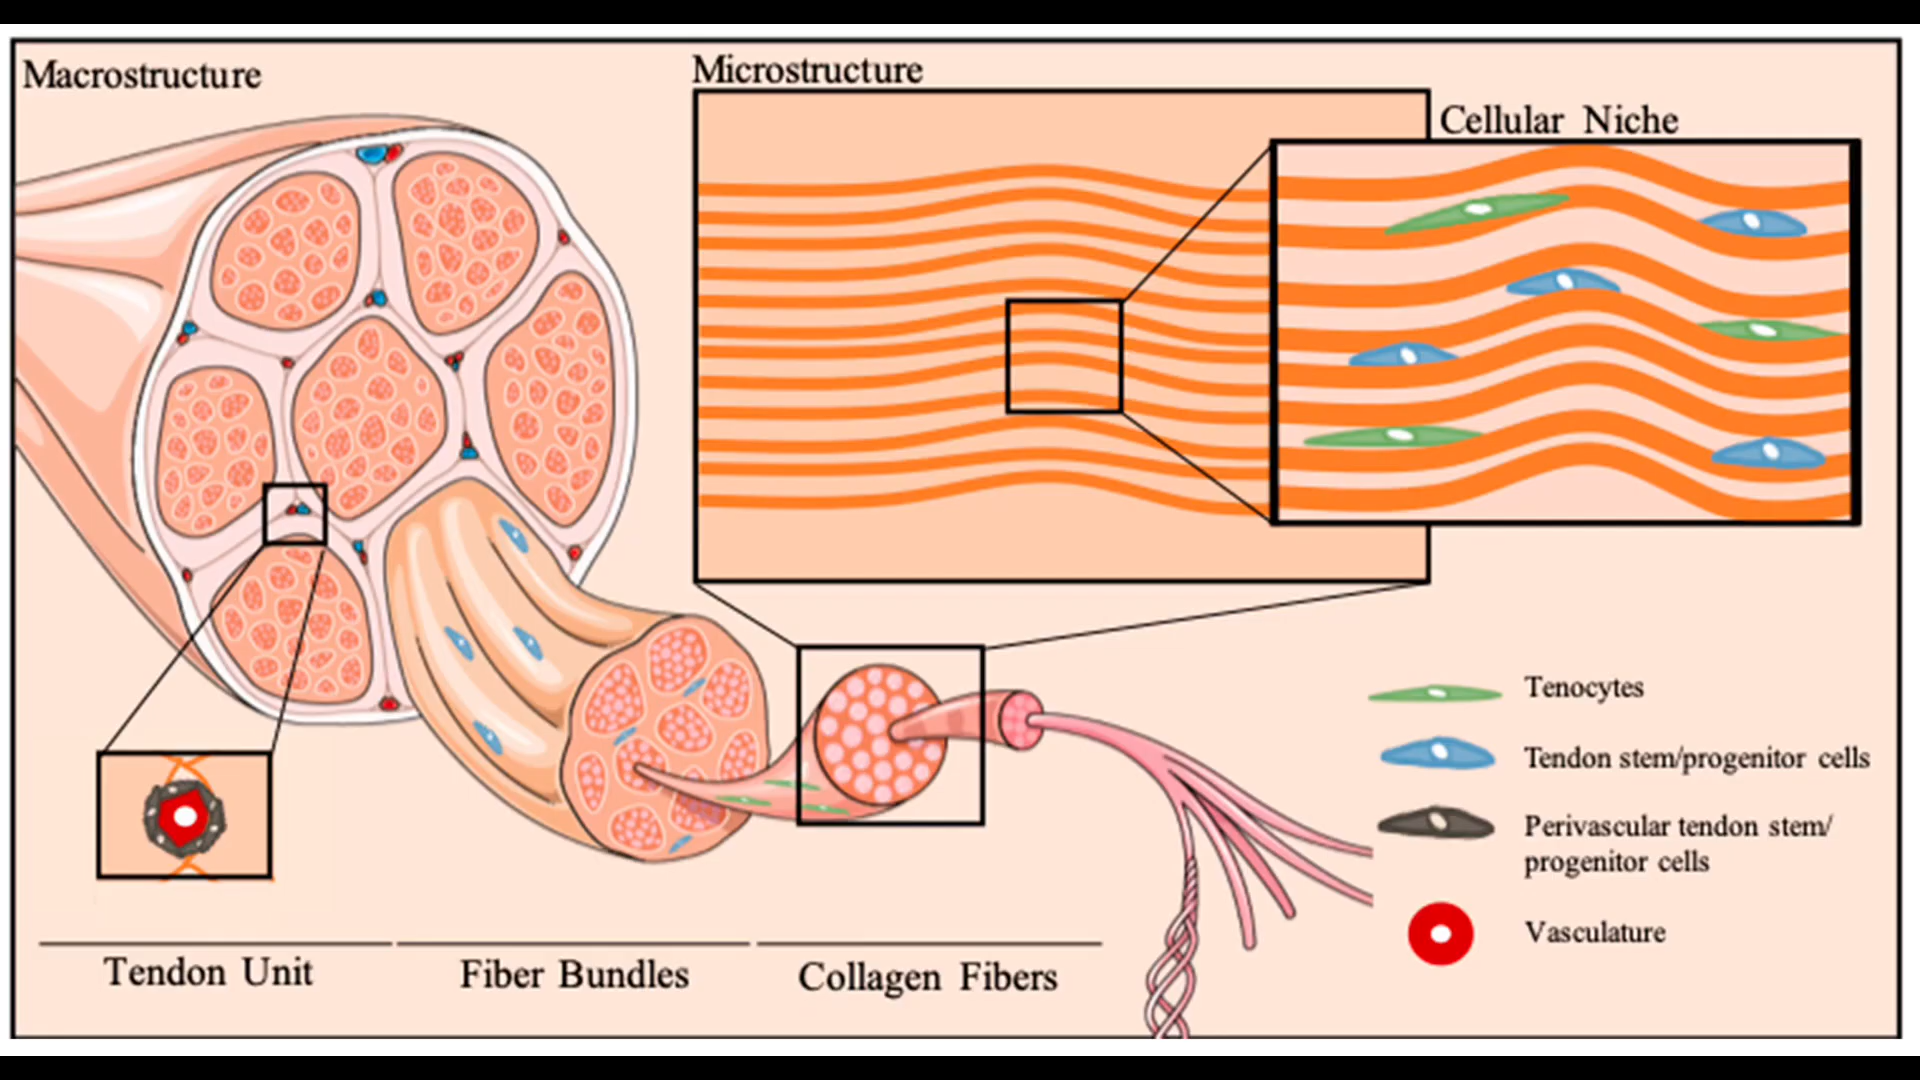 Macrostructure
Microstructure
Cellular Niche
Tenocytes
Tendon stem/progenitor cells
Perivascular tendon stem/
progenitor cells
Vasculature
Tendon Unit
Fiber Bundles
Collagen Fibers